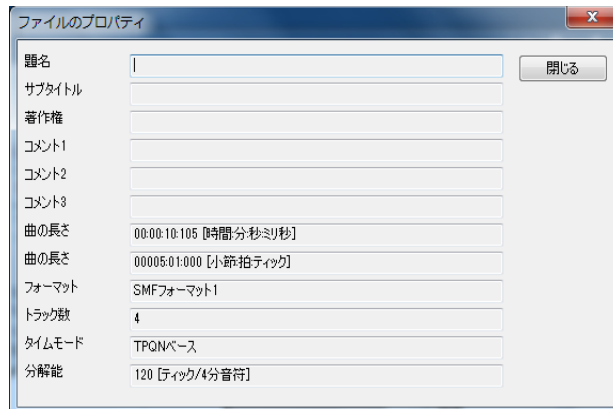 ファイルのプロパティ
題名
閉じる
サブタイトル
著作権
コメント1
コメント2
コメント3
曲の長さ 00:00:10:105 [時間:分:秒:ミリ秒]
曲の長さ 00005:01:000 [小節:拍:ティック]
フォーマット SMFフォーマット1
トラック数 4
タイムモード TPQNベース
分解能 120 [ティック/4分音符]